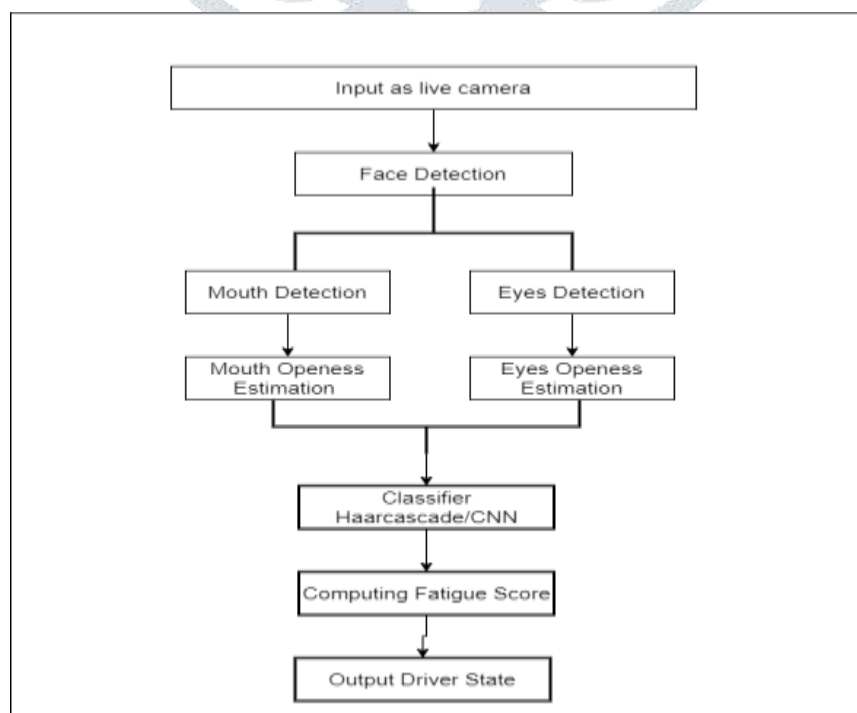 Input as live camera
Face Detection
Mouth Detection
Eyes Detection
Mouth Openess
Estimation
Eyes Openess
Estimation
Classifier
Haarcascade/CNN
Computing Fatigue Score
Output Driver State